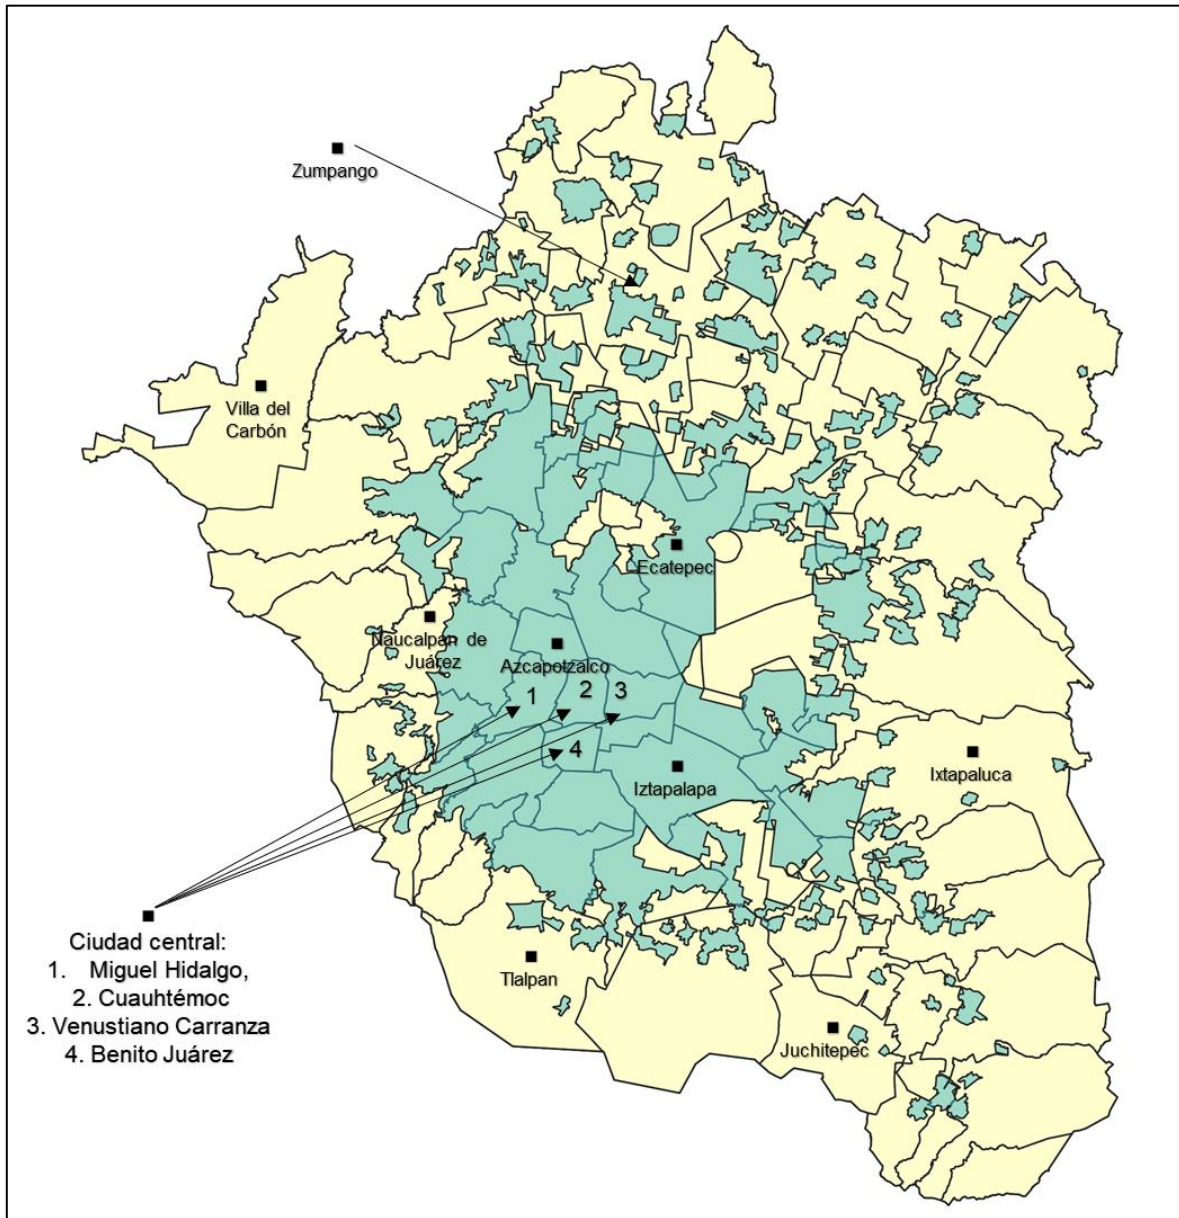 Zumpango
Villa del
Carbón
Ecatepec
Naucalpan de
Juárez
Azcapotzalco
1
2
3
4
Iztapalapa
Ixtapaluca
Ciudad central:
1. Miguel Hidalgo,
2. Cuauhtémoc
3. Venustiano Carranza
4. Benito Juárez
Tlalpan
Juchitepec